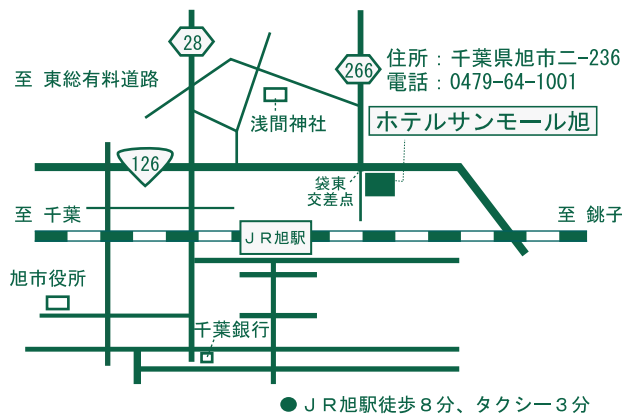 28
266
住所：千葉県旭市二−236
電話：0479−64−1001
至 東総有料道路
浅間神社
ホテルサンモール旭
126
袋東
交差点
至 千葉
至 銚子
ＪＲ旭駅
旭市役所
千葉銀行
●ＪＲ旭駅徒歩８分、タクシー３分